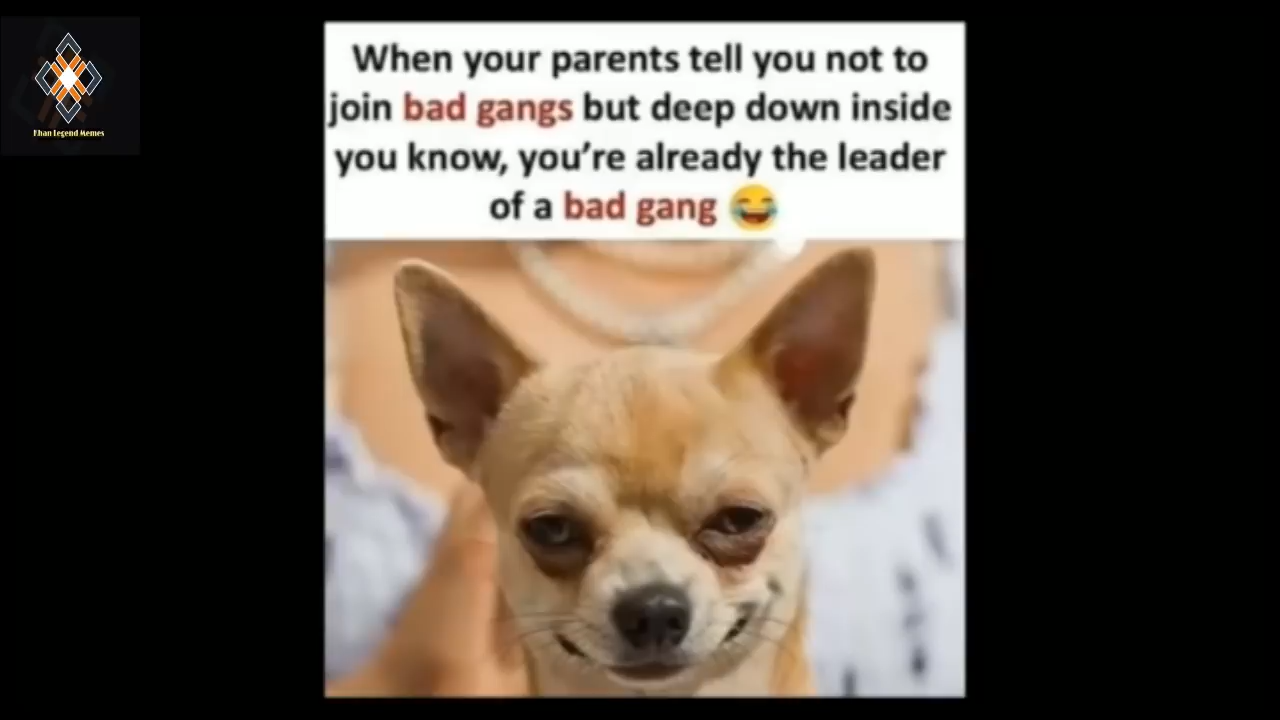 Khan Legend Memes
When your parents tell you not to
join bad gangs but deep down inside
you know, you're already the leader
of a bad gang 😂